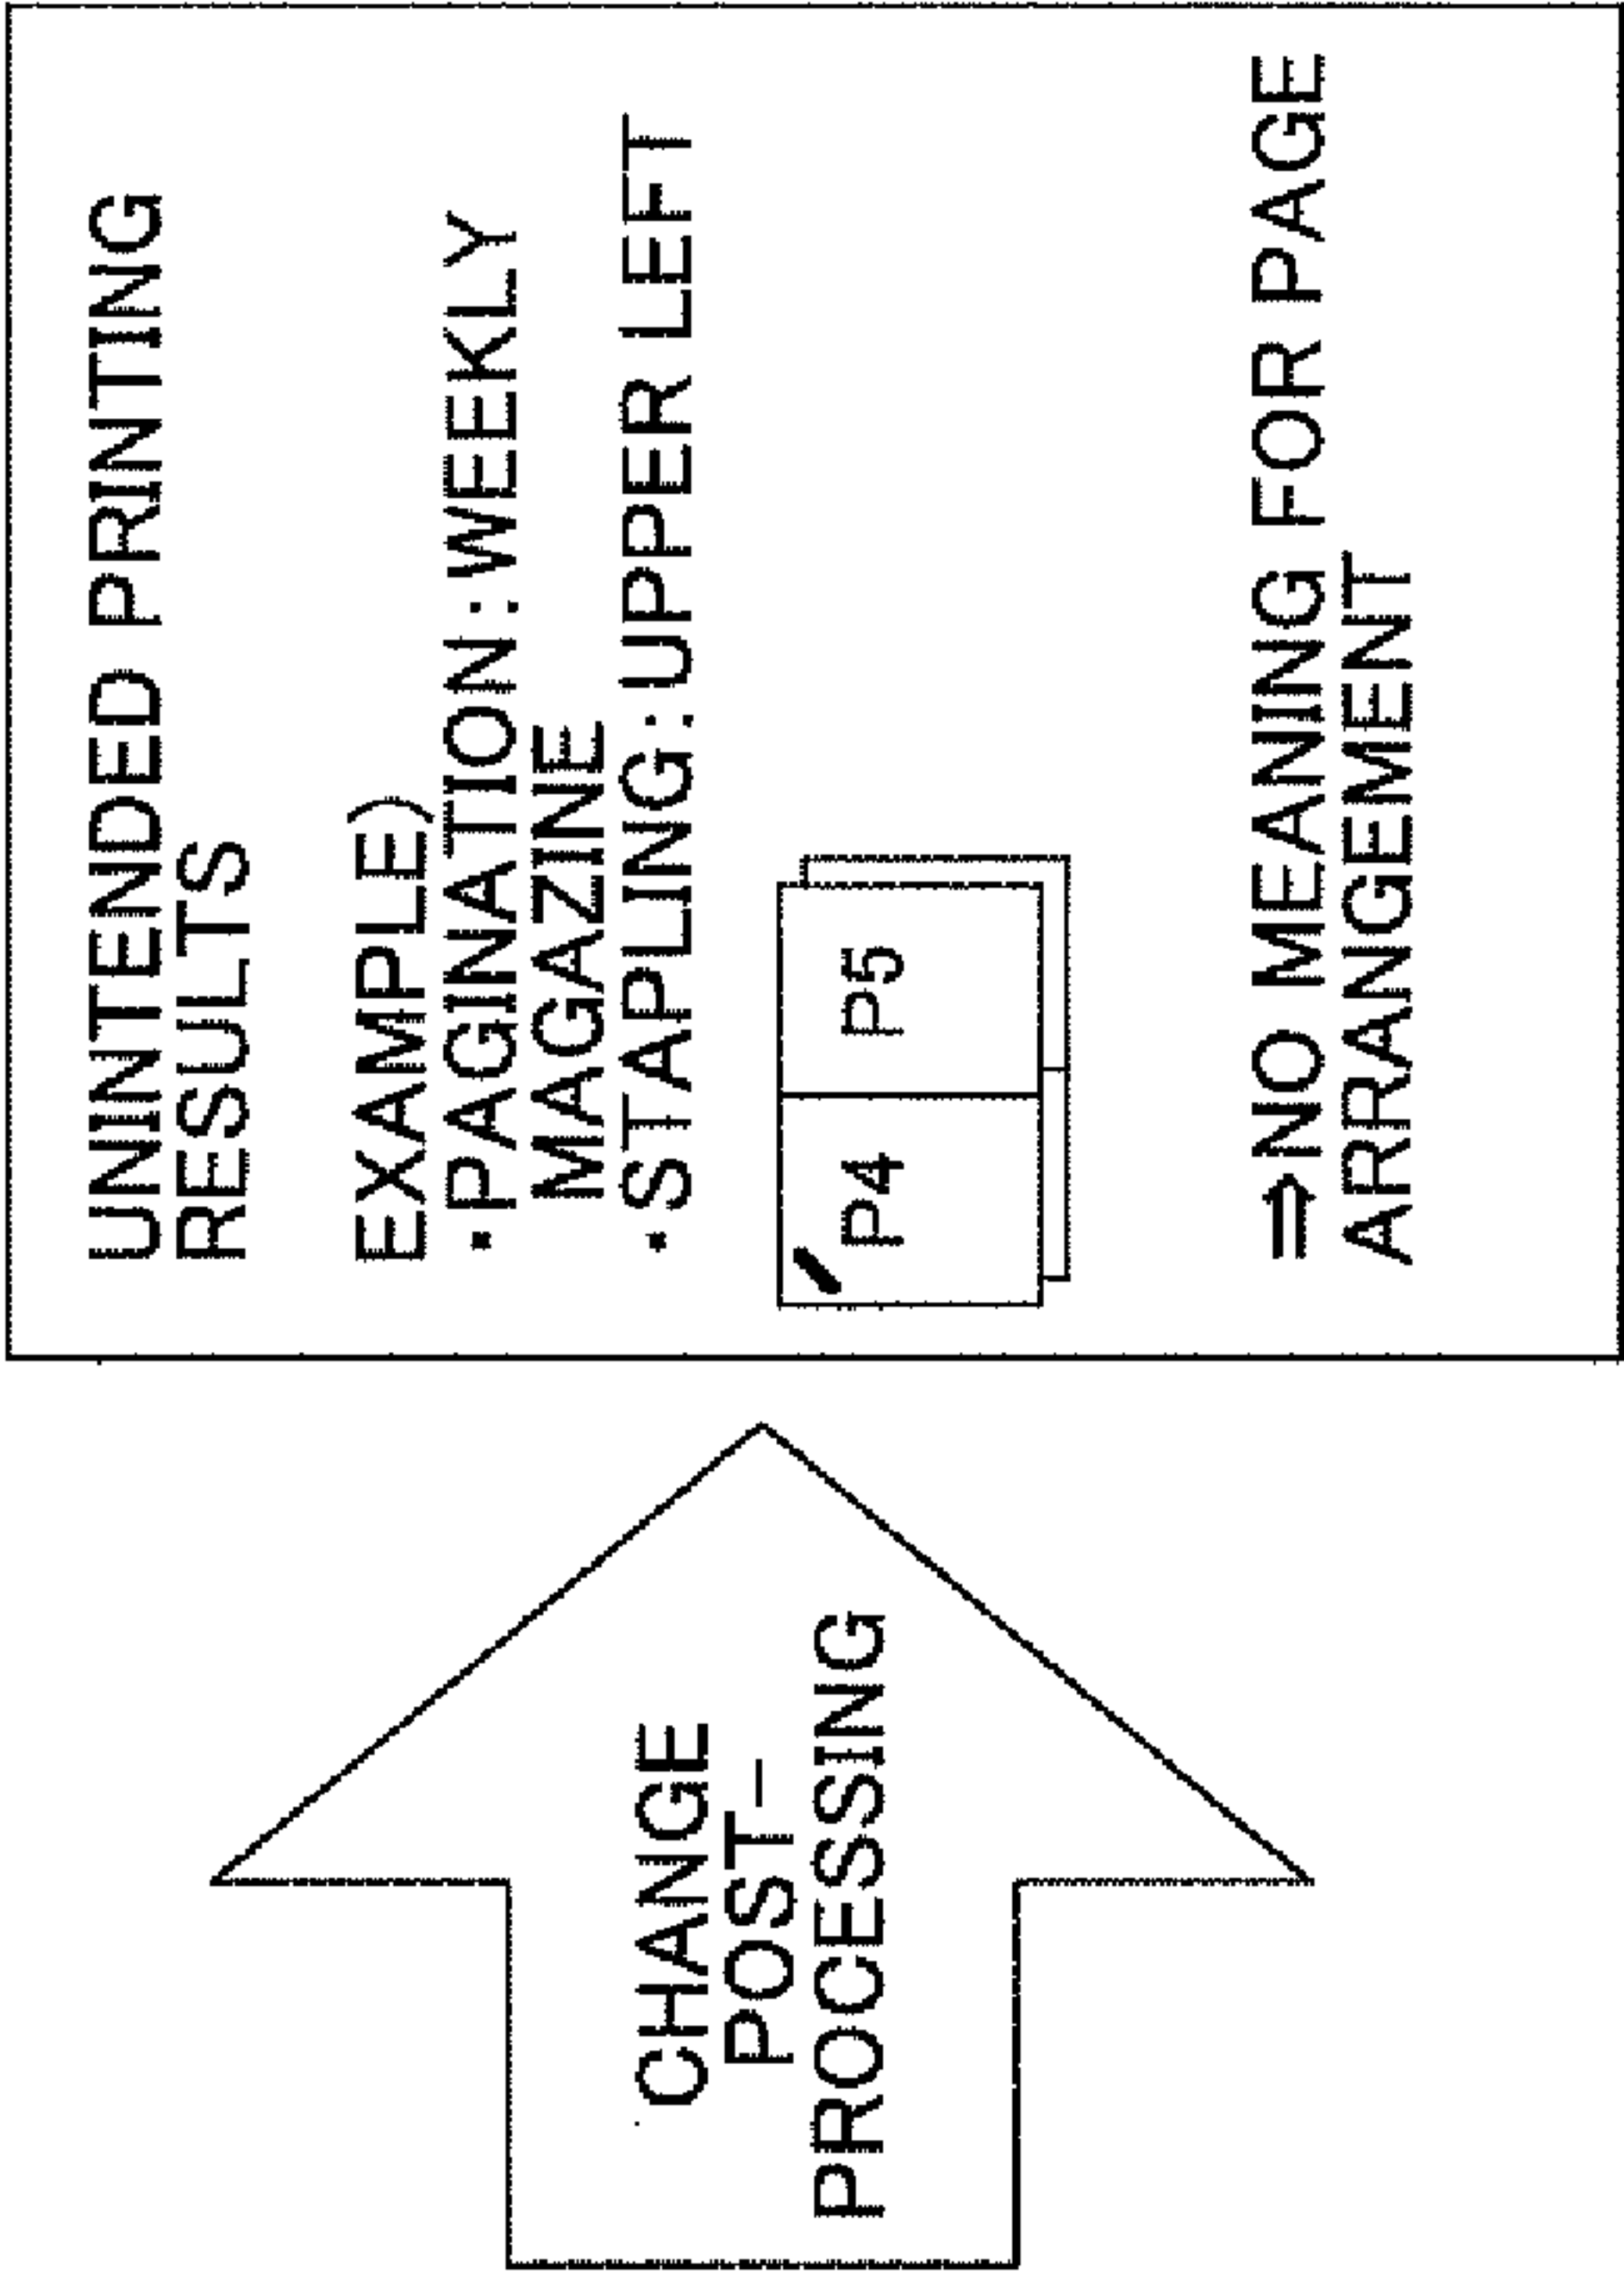 CHANGE
POST-
PROCESSING
UNINTENDED PRINTING
RESULTS
EXAMPLE)
・PAGINATION:WEEKLY
MAGAZINE
・STAPLING:UPPER LEFT
P4 P5
⇒NO MEANING FOR PAGE
ARRANGEMENT